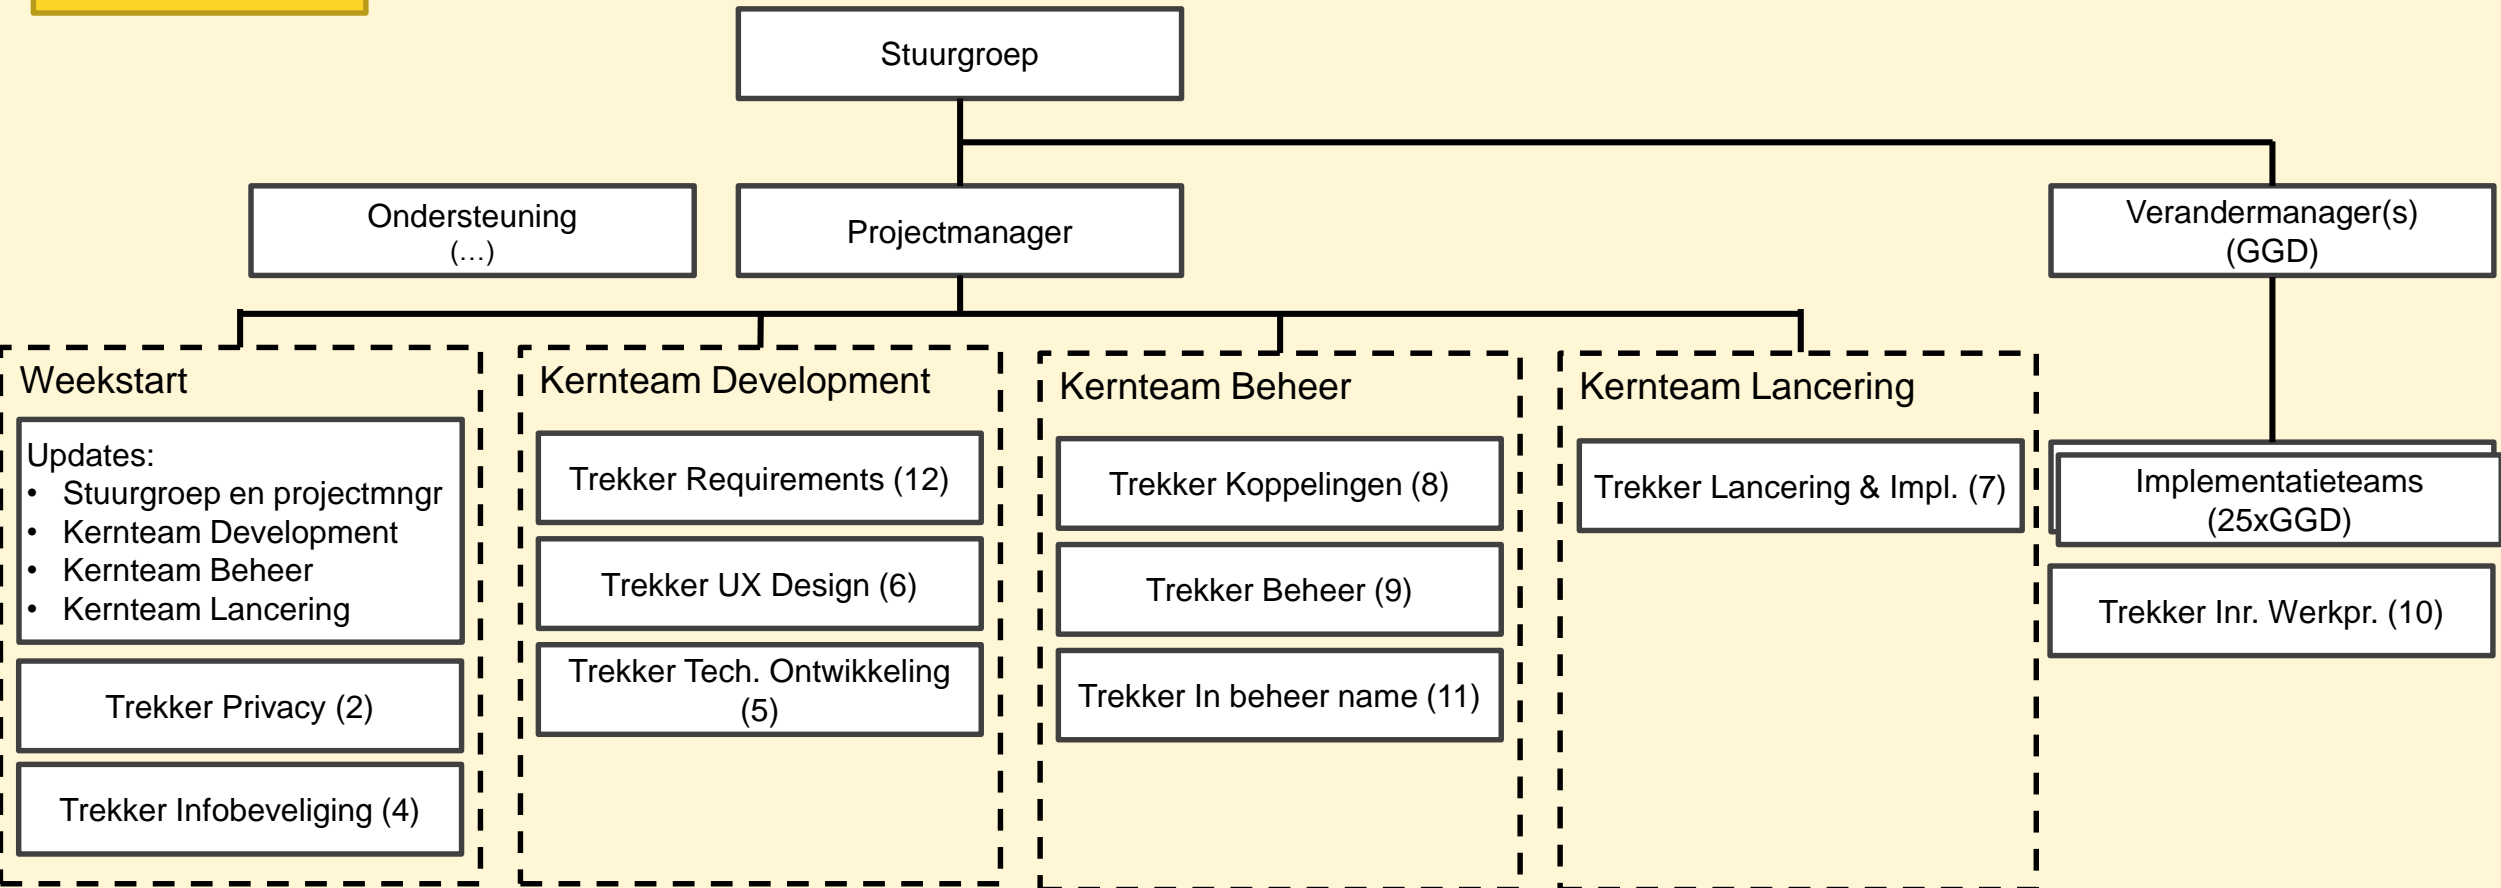 Stuurgroep
Ondersteuning
(…)
Projectmanager
Verandermanager(s)
(GGD)
Weekstart
Updates:
• Stuurgroep en projectmngr
• Kernteam Development
• Kernteam Beheer
• Kernteam Lancering
Trekker Privacy (2)
Trekker Infobeveliging (4)
Kernteam Development
Trekker Requirements (12)
Trekker UX Design (6)
Trekker Tech. Ontwikkeling
(5)
Kernteam Beheer
Trekker Koppelingen (8)
Trekker Beheer (9)
Trekker In beheer name (11)
Kernteam Lancering
Trekker Lancering & Impl. (7)
Implementatieteams
(25xGGD)
Trekker Inr. Werkpr. (10)